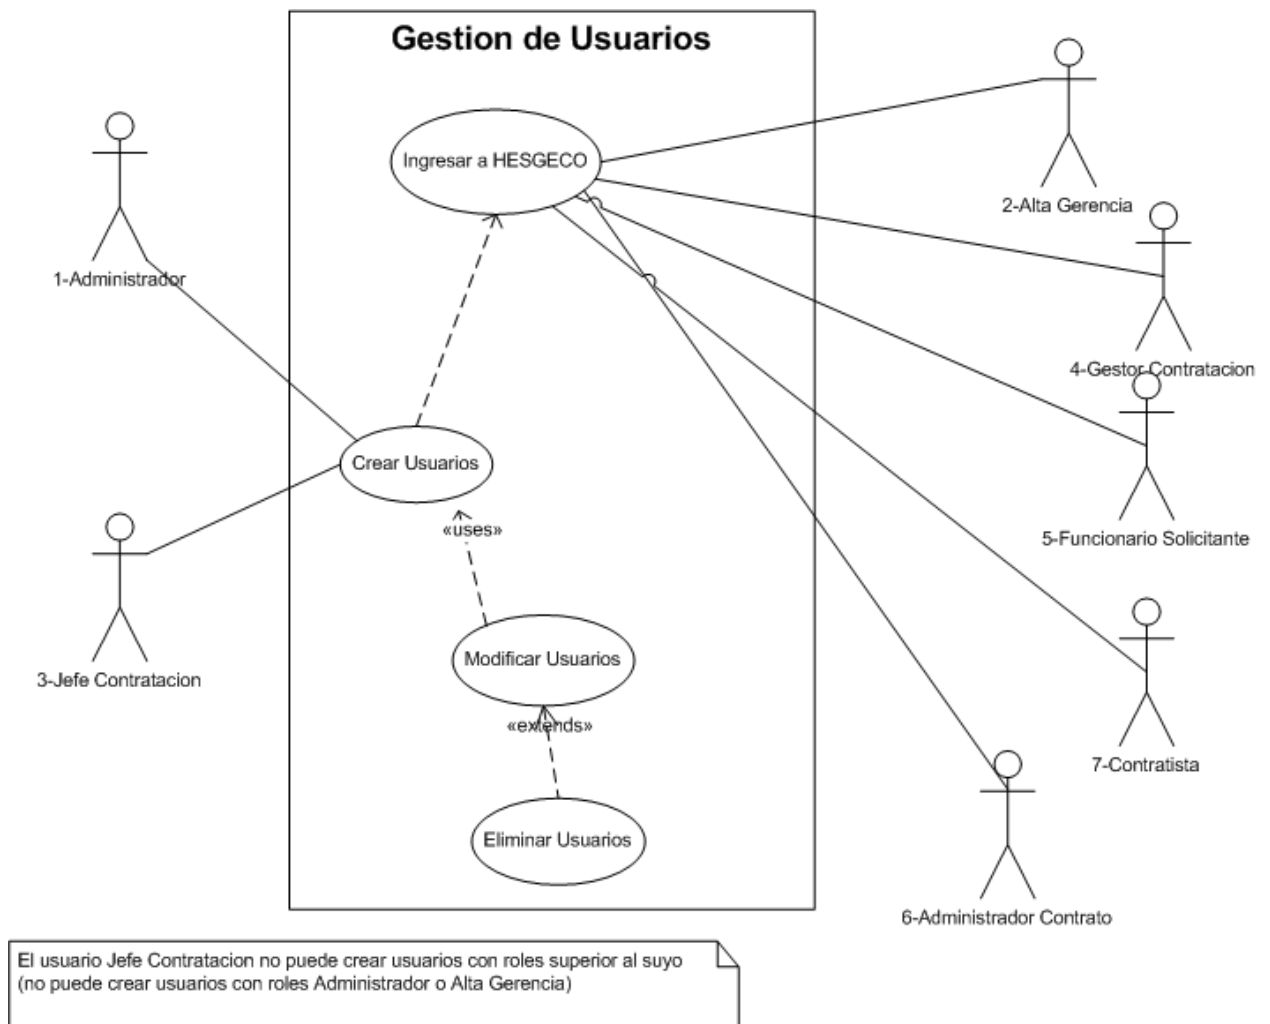 Gestion de Usuarios
Ingresar a HESGECO
2-Alta Gerencia
1-Administrador
4-Gestor Contratacion
Crear Usuarios
«uses»
5-Funcionario Solicitante
3-Jefe Contratacion
Modificar Usuarios
«extends»
7-Contratista
Eliminar Usuarios
6-Administrador Contrato
El usuario Jefe Contratacion no puede crear usuarios con roles superior al suyo
(no puede crear usuarios con roles Administrador o Alta Gerencia)